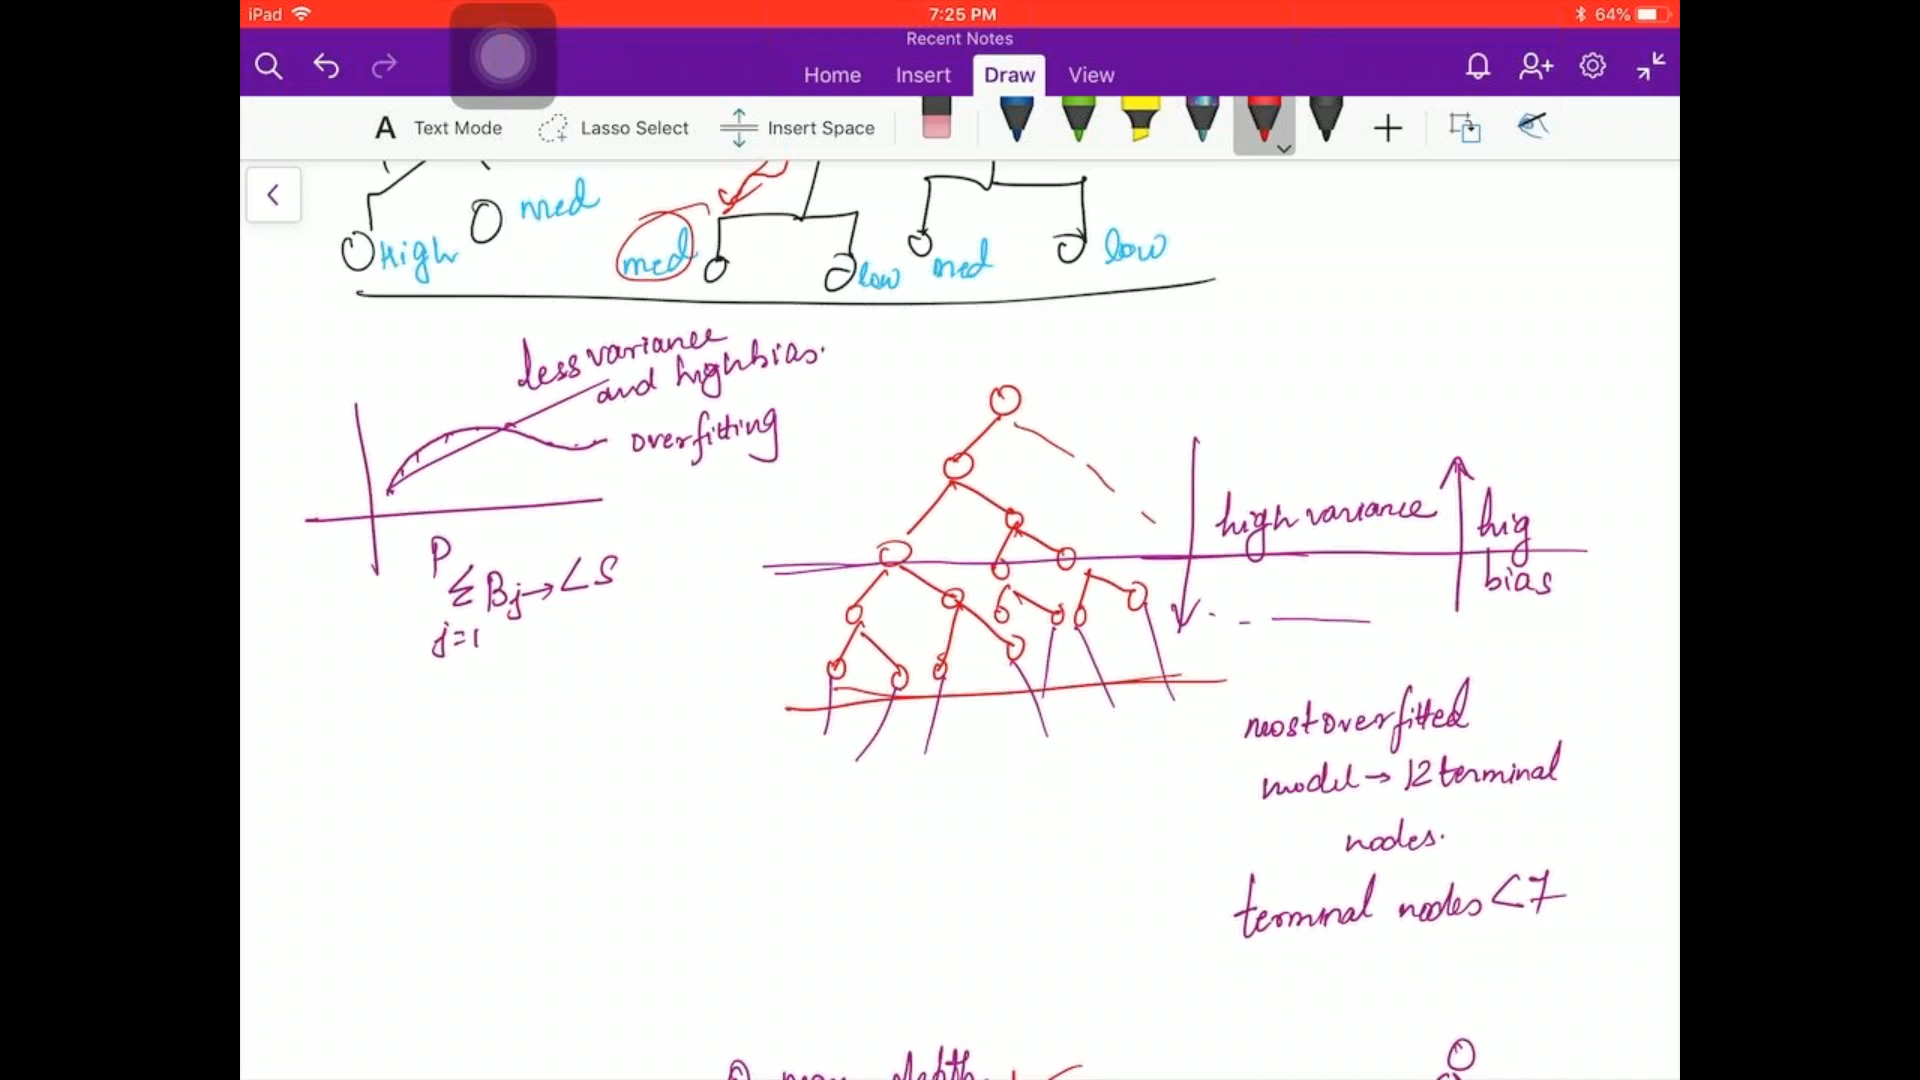 iPad 7:25 PM 64%
Recent Notes
Home Insert Draw View
A Text Mode Lasso Select Insert Space
High med med low med low
less variance
and high bias.
overfitting
P
Σ Bj → < S
j=1
high variance
hig
bias
most overfitted
model → 12 terminal
nodes.
terminal nodes < 7
max depth